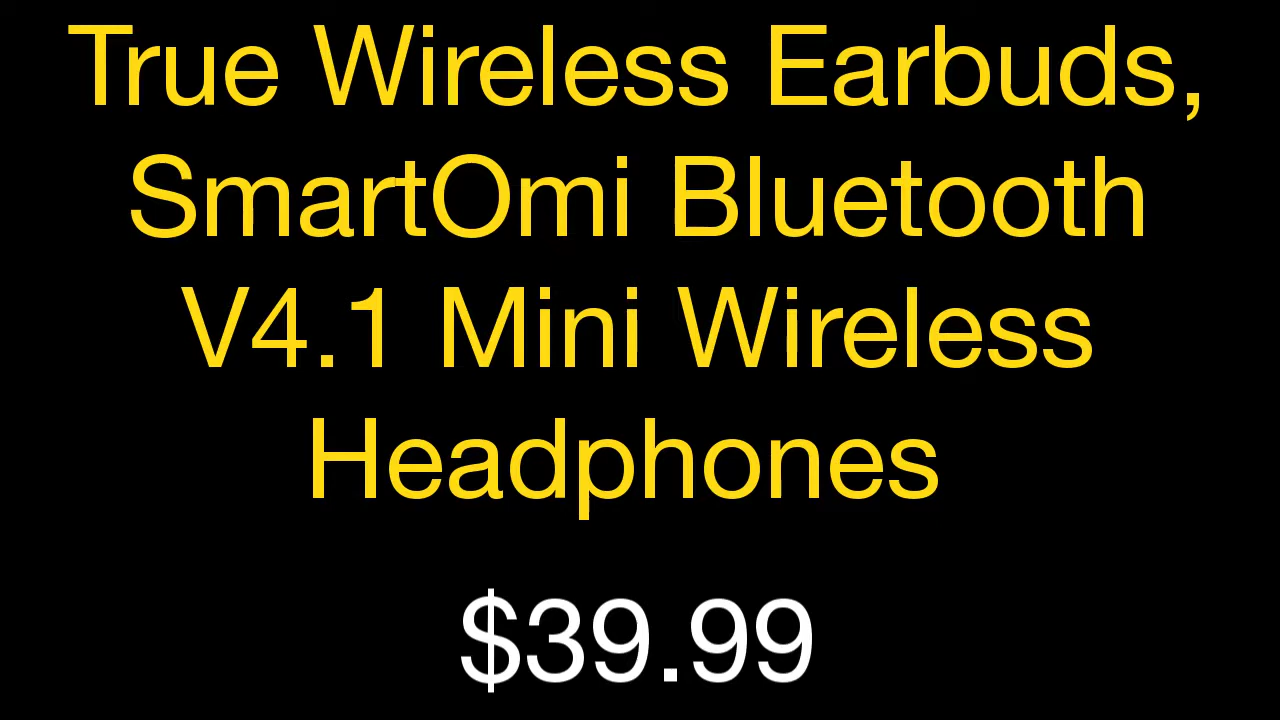 True Wireless Earbuds,
SmartOmi Bluetooth
V4.1 Mini Wireless
Headphones
$39.99